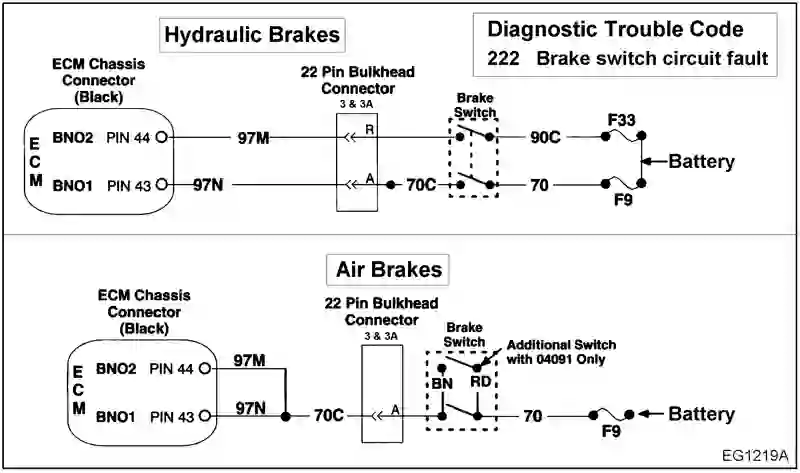 Hydraulic Brakes
Diagnostic Trouble Code
222 Brake switch circuit fault
ECM Chassis
Connector
(Black)
22 Pin Bulkhead
Connector
3 & 3A
Brake
Switch
ECM
BNO2 PIN 44
97M
R
90C
F33
Battery
BNO1 PIN 43
97N
A
70C
70
F9
Air Brakes
ECM Chassis
Connector
(Black)
22 Pin Bulkhead
Connector
3 & 3A
Brake
Switch
Additional Switch
with 04091 Only
ECM
BNO2 PIN 44
97M
BN
RD
BNO1 PIN 43
97N
70C
A
70
F9
Battery
EG1219A